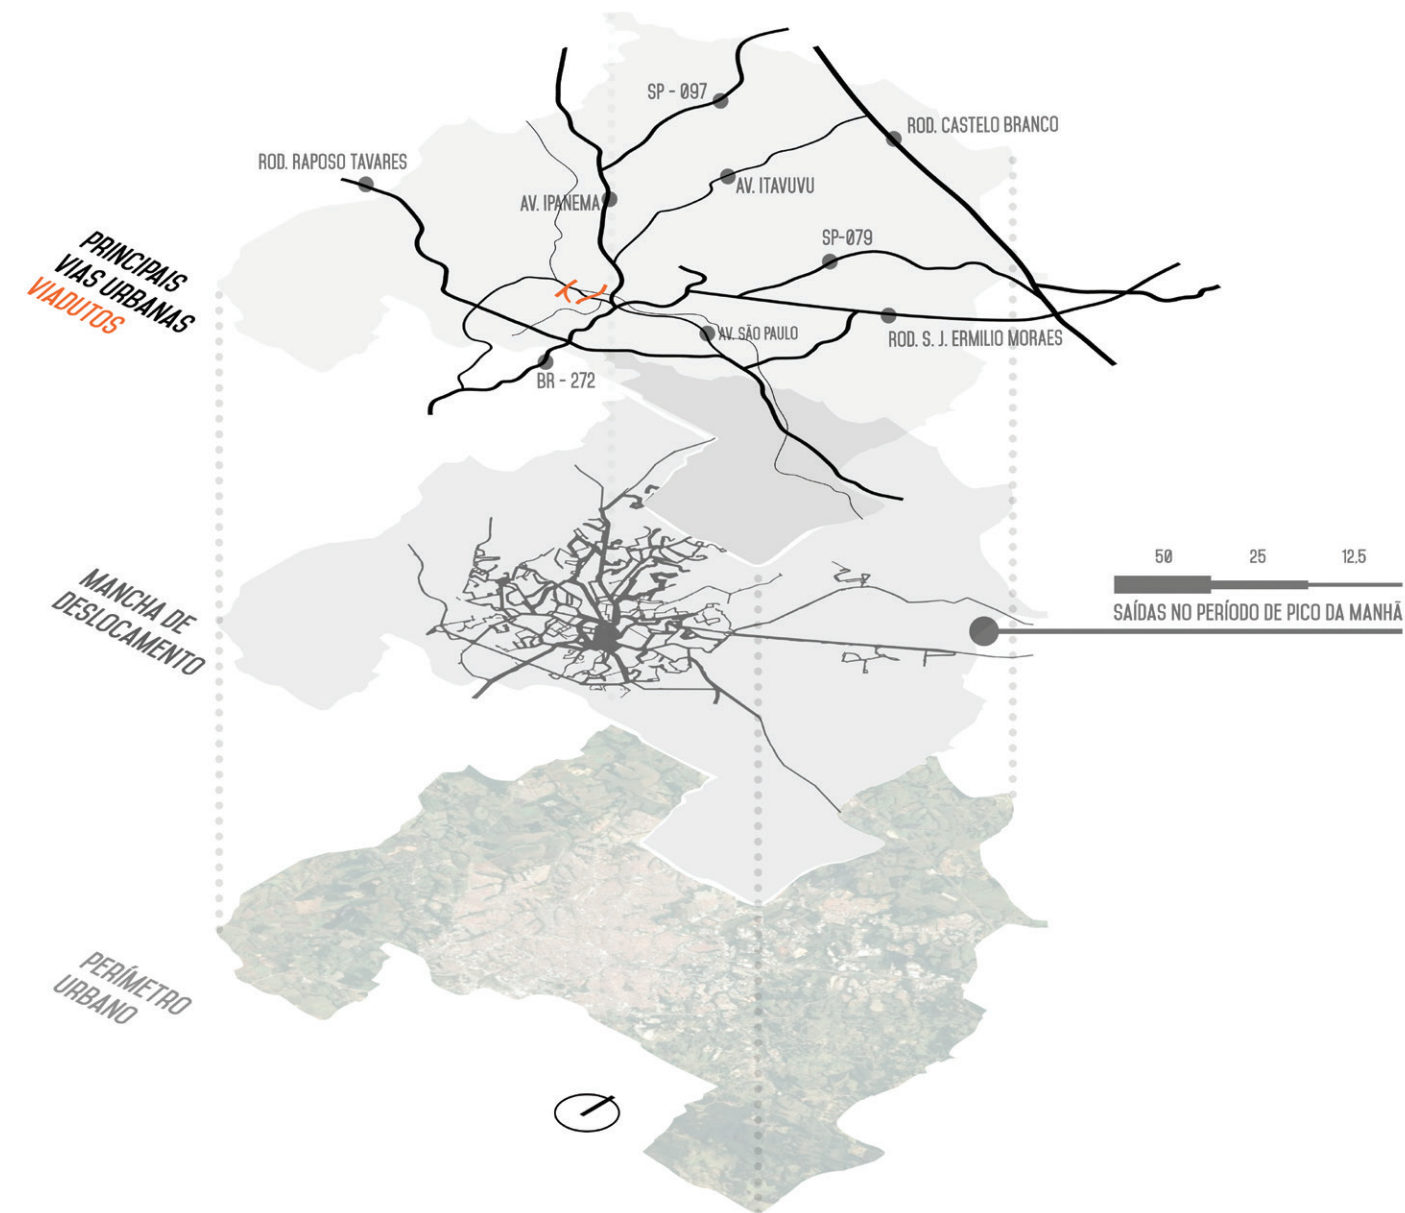 SP - 097
ROD. CASTELO BRANCO
ROD. RAPOSO TAVARES
AV. ITAVUVU
AV. IPANEMA
SP-079
PRINCIPAIS
VIAS URBANAS
VIADUTOS
AV. SÃO PAULO
ROD. S. J. ERMILIO MORAES
BR - 272
50 25 12,5
SAÍDAS NO PERÍODO DE PICO DA MANHÃ
MANCHA DE
DESLOCAMENTO
PERÍMETRO
URBANO